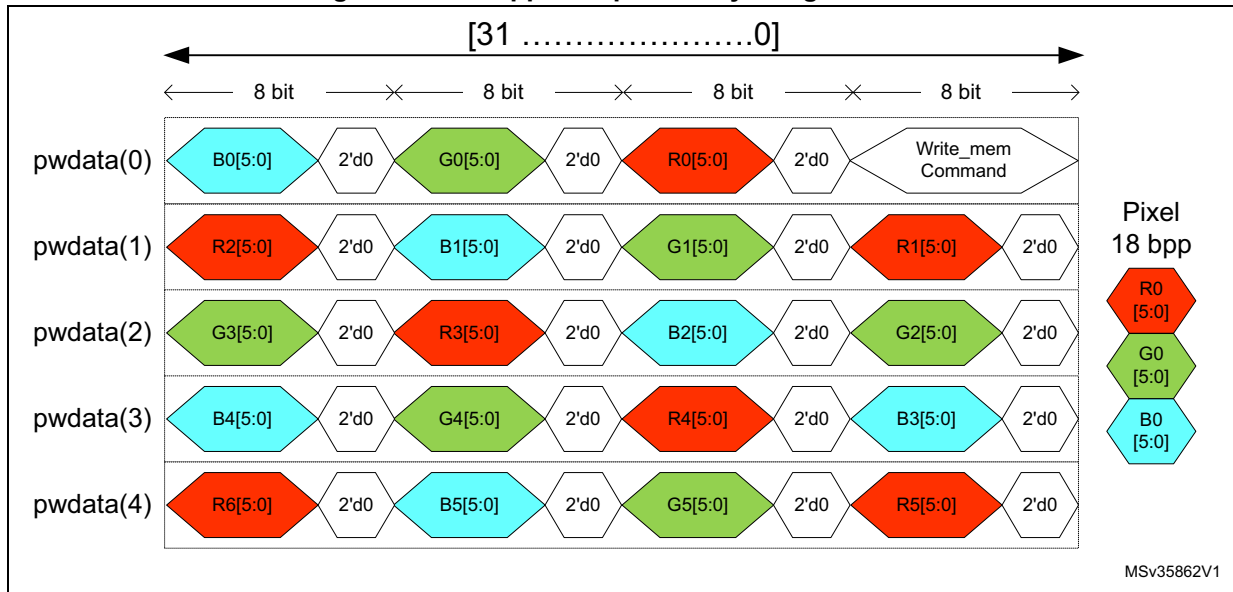 [31 .......................0]
8 bit 8 bit 8 bit 8 bit
pwdata(0) B0[5:0] 2'd0 G0[5:0] 2'd0 R0[5:0] 2'd0 Write_mem
Command
pwdata(1) R2[5:0] 2'd0 B1[5:0] 2'd0 G1[5:0] 2'd0 R1[5:0] 2'd0
pwdata(2) G3[5:0] 2'd0 R3[5:0] 2'd0 B2[5:0] 2'd0 G2[5:0] 2'd0
pwdata(3) B4[5:0] 2'd0 G4[5:0] 2'd0 R4[5:0] 2'd0 B3[5:0] 2'd0
pwdata(4) R6[5:0] 2'd0 B5[5:0] 2'd0 G5[5:0] 2'd0 R5[5:0] 2'd0
Pixel
18 bpp
R0
[5:0]
G0
[5:0]
B0
[5:0]
MSv35862V1